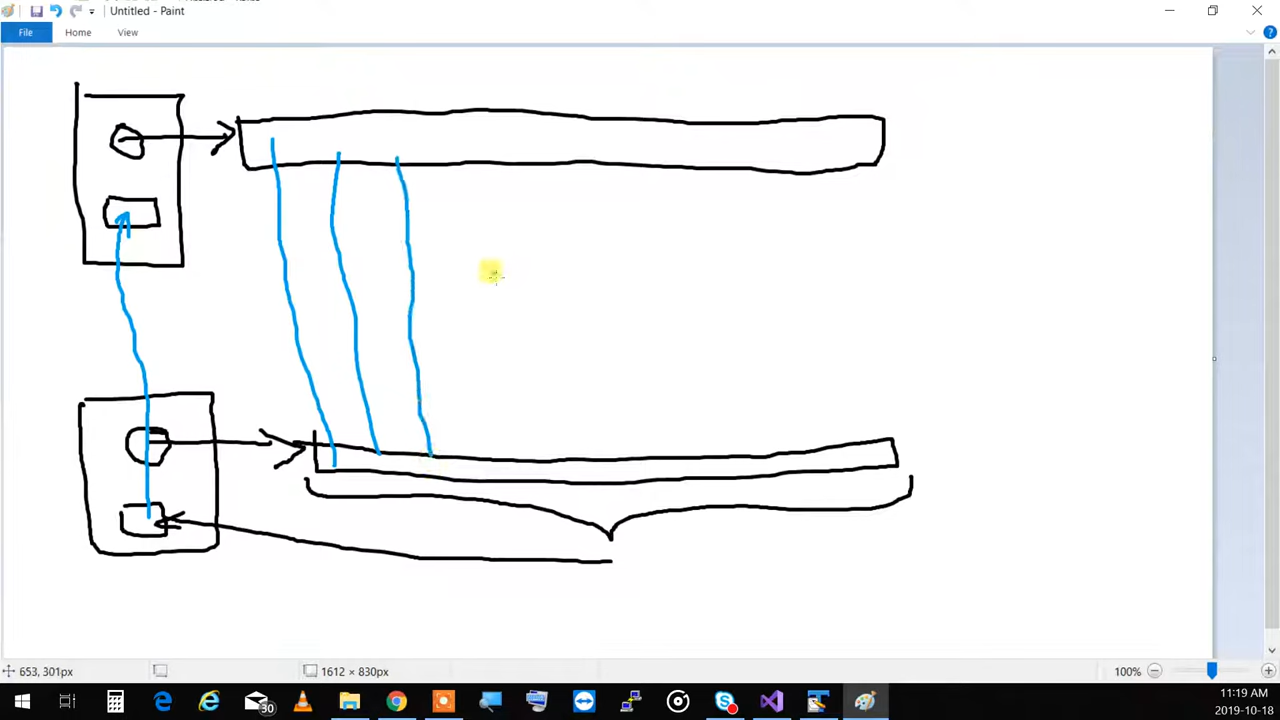 Untitled - Paint
File Home View
653, 301px
1612 × 830px
100%
30
11:19 AM
2019-10-18